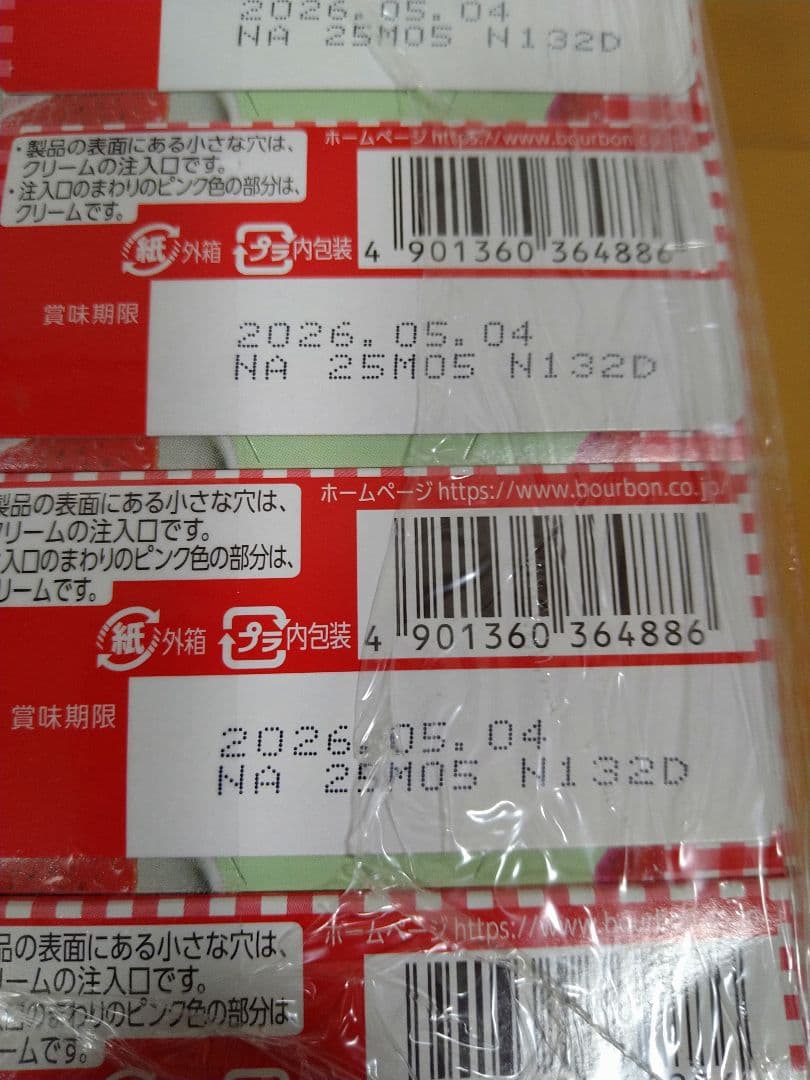 2026.05.04
NA 25M05 N132D
・製品の表面にある小さな穴は、
クリームの注入口です。
・注入口のまわりのピンク色の部分は、
クリームです。
ホームページ https://www.bourbon.co.jp
紙 外箱 プラ 内包装
4 901360 364886
賞味期限
2026.05.04
NA 25M05 N132D
製品の表面にある小さな穴は、
クリームの注入口です。
入口のまわりのピンク色の部分は、
リームです。
ホームページ https://www.bourbon.co.jp/
紙 外箱 プラ 内包装
4 901360 364886
賞味期限
2026.05.04
NA 25M05 N132D
品の表面にある小さな穴は、
リームの注入口です。
入口のまわりのピンク色の部分は
ームです。
ホームページ https://www.bourbon